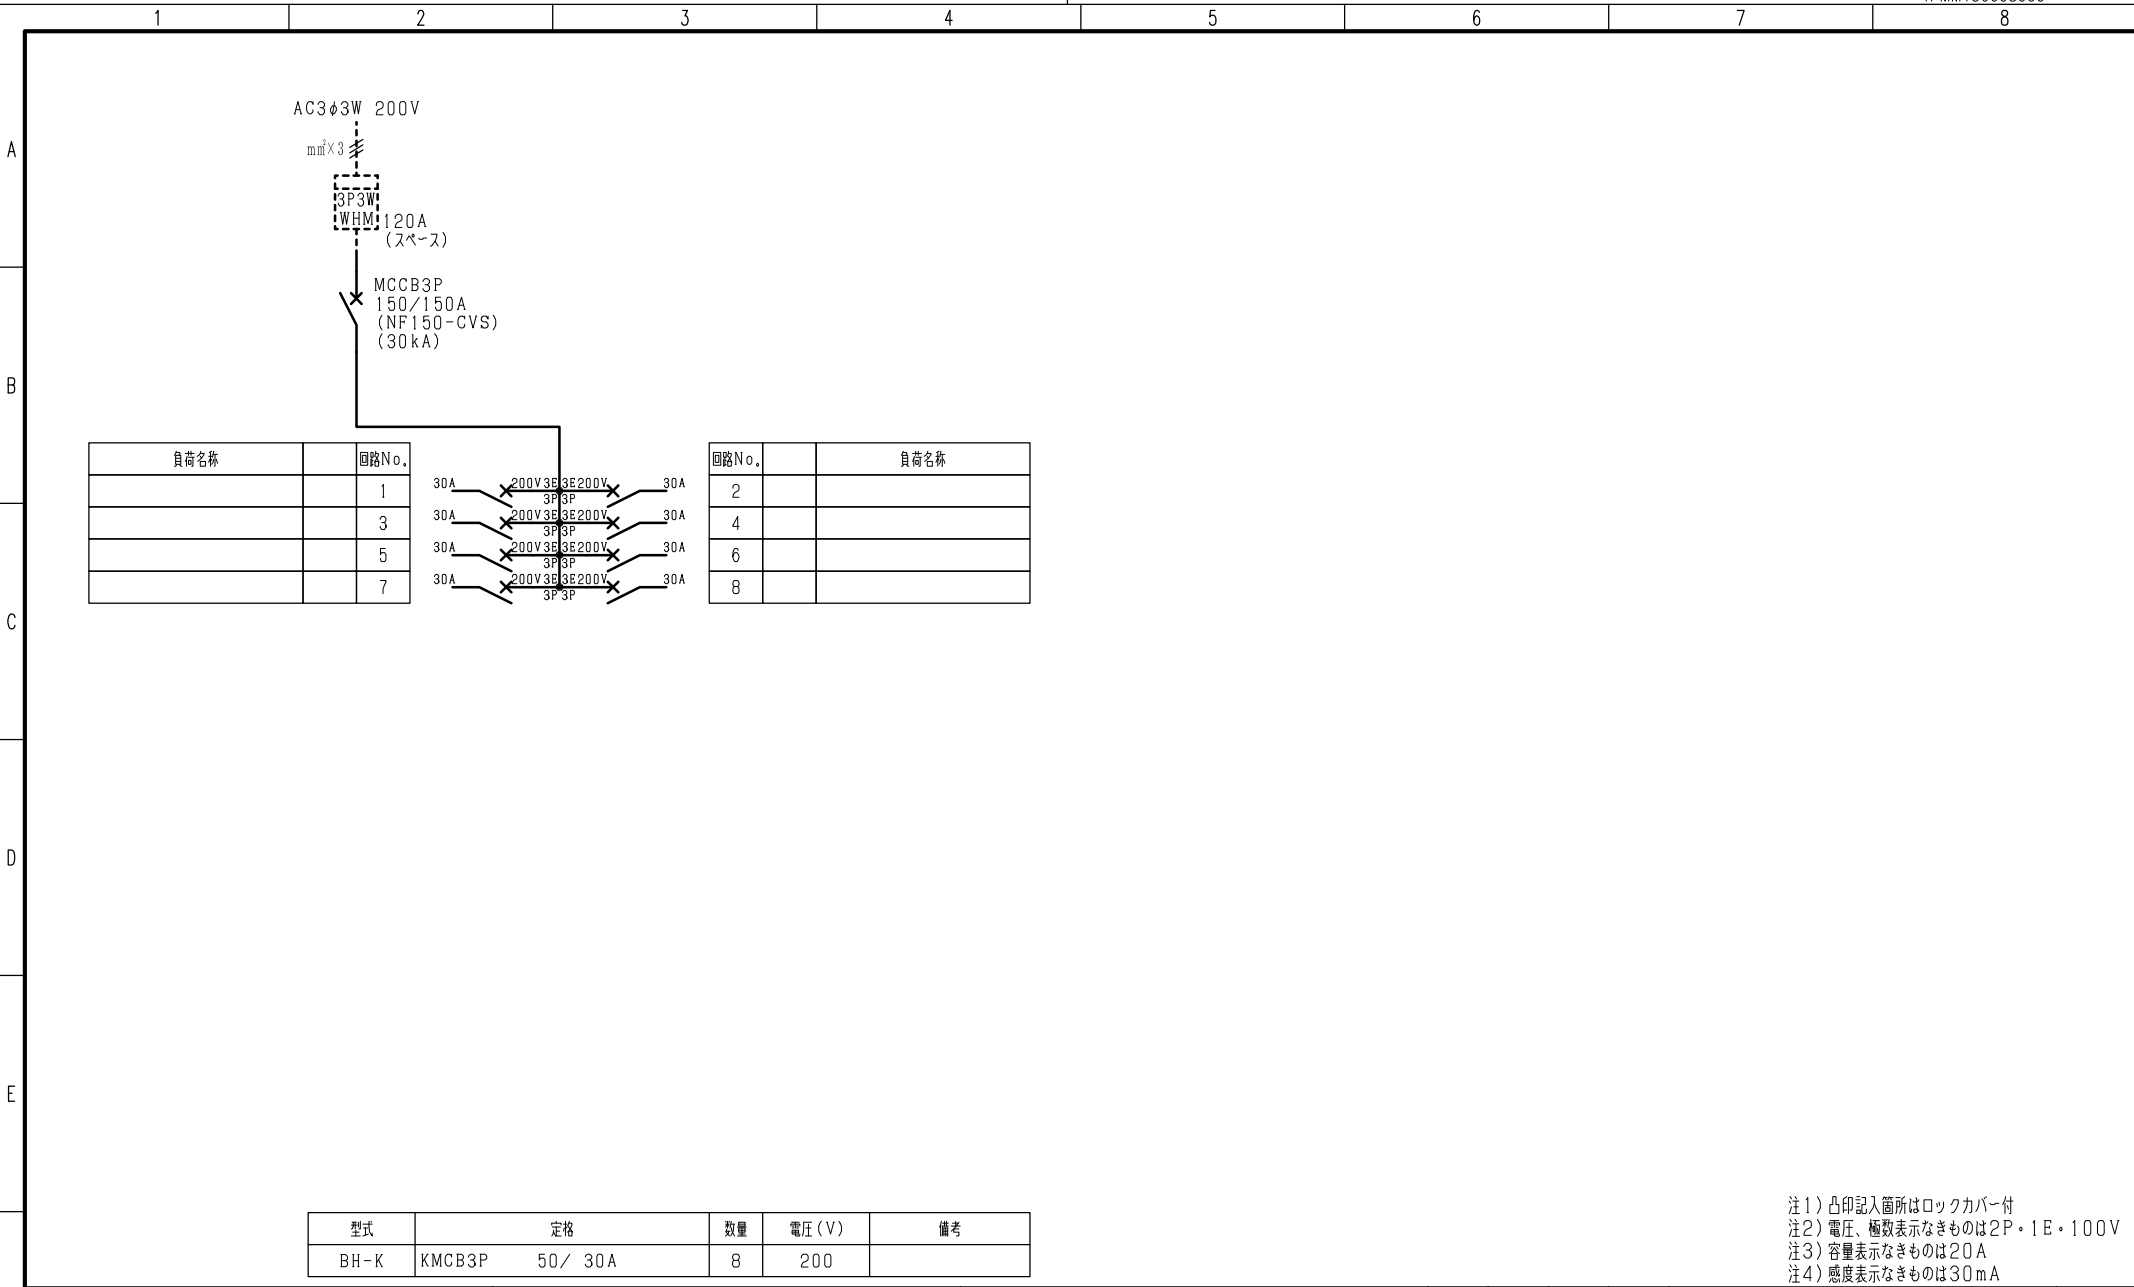 1 2 3 4 5 6 7 8
A
B
C
D
E
AC3φ3W 200V
mm²×3
3P3W
WHM
120A
(スペース)
MCCB3P
150/150A
(NF150-CVS)
(30kA)
負荷名称 回路No. 回路No. 負荷名称
1 30A 200V 3E 3E 200V 30A 2
3P 3P
3 30A 200V 3E 3E 200V 30A 4
3P 3P
5 30A 200V 3E 3E 200V 30A 6
3P 3P
7 30A 200V 3E 3E 200V 30A 8
3P 3P
型式 定格 数量 電圧(V) 備考
BH-K KMCB3P 50/ 30A 8 200
注1)凸印記入箇所はロックカバー付
注2)電圧、極数表示なきものは2P・1E・100V
注3)容量表示なきものは20A
注4)感度表示なきものは30mA